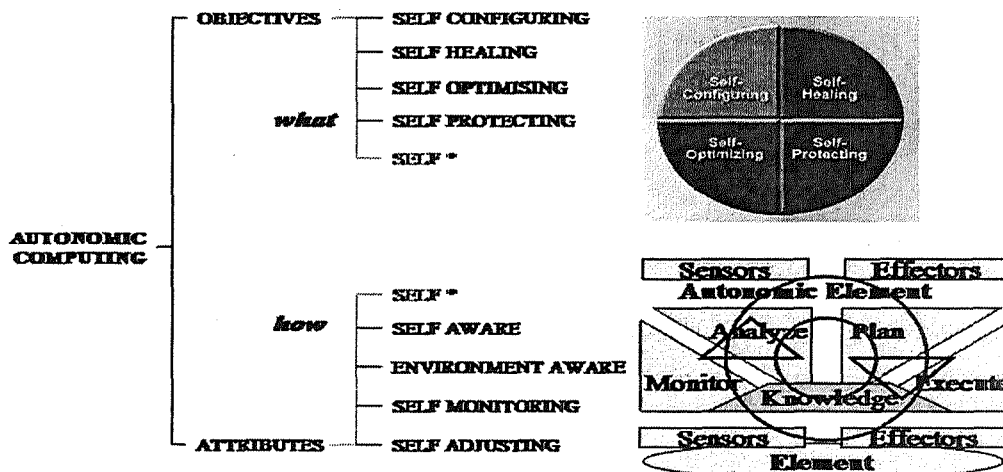 OBJECTIVES
SELF CONFIGURING
SELF HEALING
SELF OPTIMISING
what
SELF PROTECTING
SELF *
AUTONOMIC
COMPUTING
SELF *
how
SELF AWARE
ENVIRONMENT AWARE
SELF MONITORING
ATTRIBUTES
SELF ADJUSTING
Self-
Configuring
Self-
Healing
Self-
Optimizing
Self-
Protecting
Sensors
Effectors
Autonomic Element
Analyze
Plan
Monitor
Execute
Knowledge
Sensors
Effectors
Element